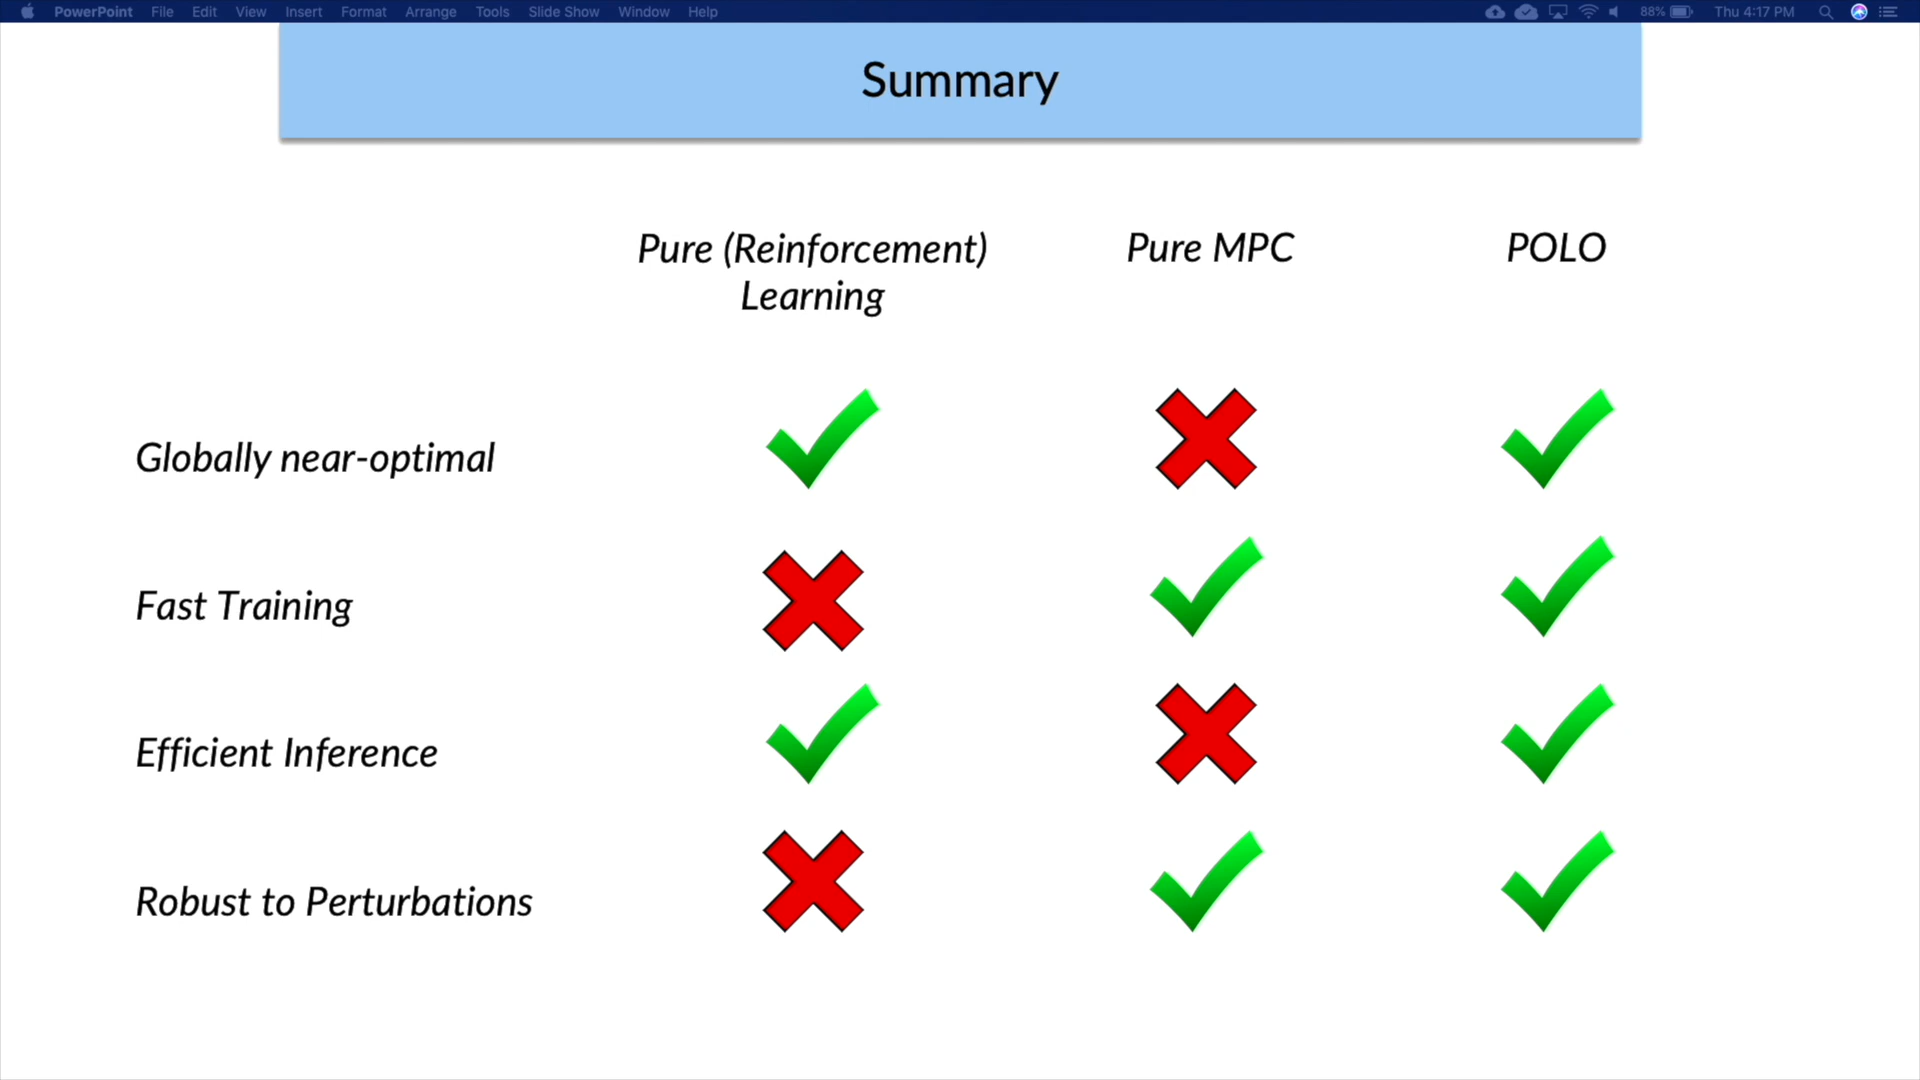 PowerPoint File Edit View Insert Format Arrange Tools Slide Show Window Help 88% Thu 4:17 PM
Summary
Pure (Reinforcement) Learning
Pure MPC
POLO
Globally near-optimal
Fast Training
Efficient Inference
Robust to Perturbations